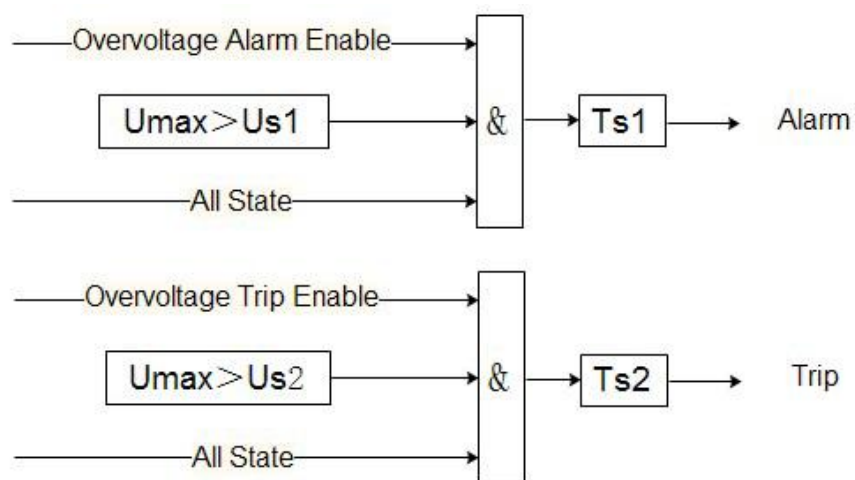 Overvoltage Alarm Enable
Umax＞Us1
&
Ts1
Alarm
All State
Overvoltage Trip Enable
Umax＞Us2
&
Ts2
Trip
All State